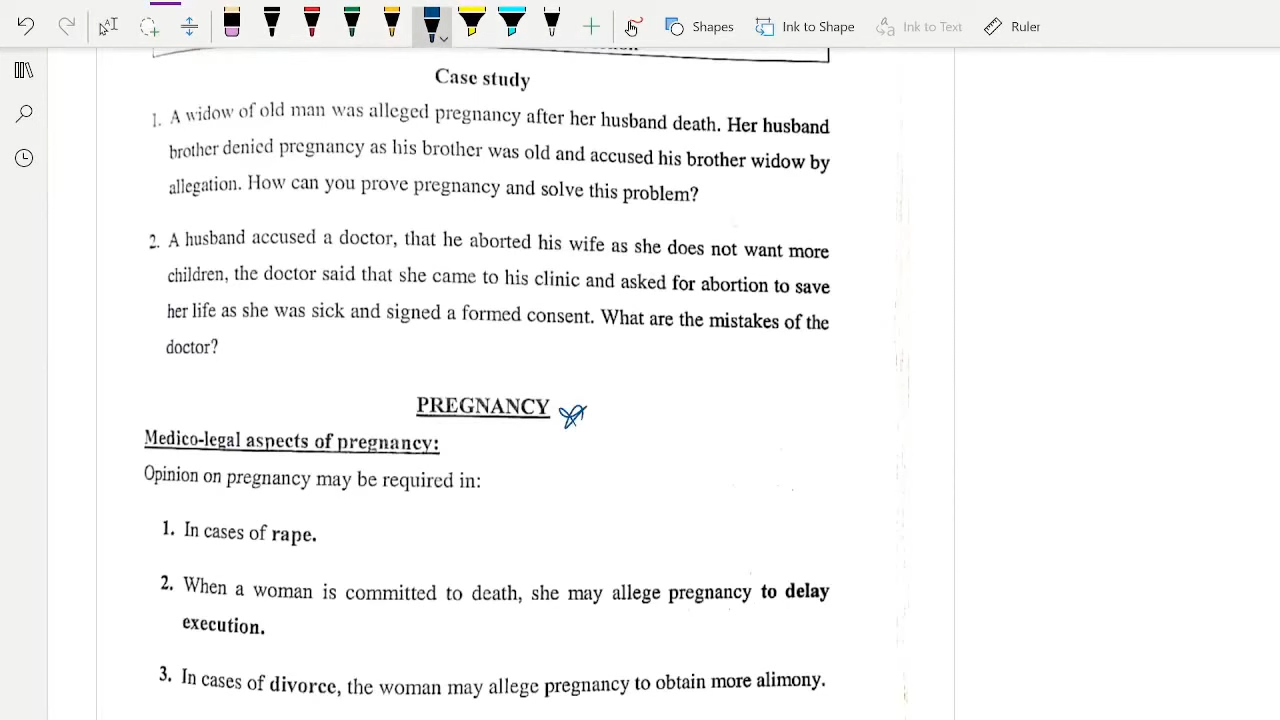 Shapes
Ink to Shape
Ink to Text
Ruler
Case study
1. A widow of old man was alleged pregnancy after her husband death. Her husband
brother denied pregnancy as his brother was old and accused his brother widow by
allegation. How can you prove pregnancy and solve this problem?
2. A husband accused a doctor, that he aborted his wife as she does not want more
children, the doctor said that she came to his clinic and asked for abortion to save
her life as she was sick and signed a formed consent. What are the mistakes of the
doctor?
PREGNANCY
Medico-legal aspects of pregnancy:
Opinion on pregnancy may be required in:
1. In cases of rape.
2. When a woman is committed to death, she may allege pregnancy to delay
execution.
3. In cases of divorce, the woman may allege pregnancy to obtain more alimony.